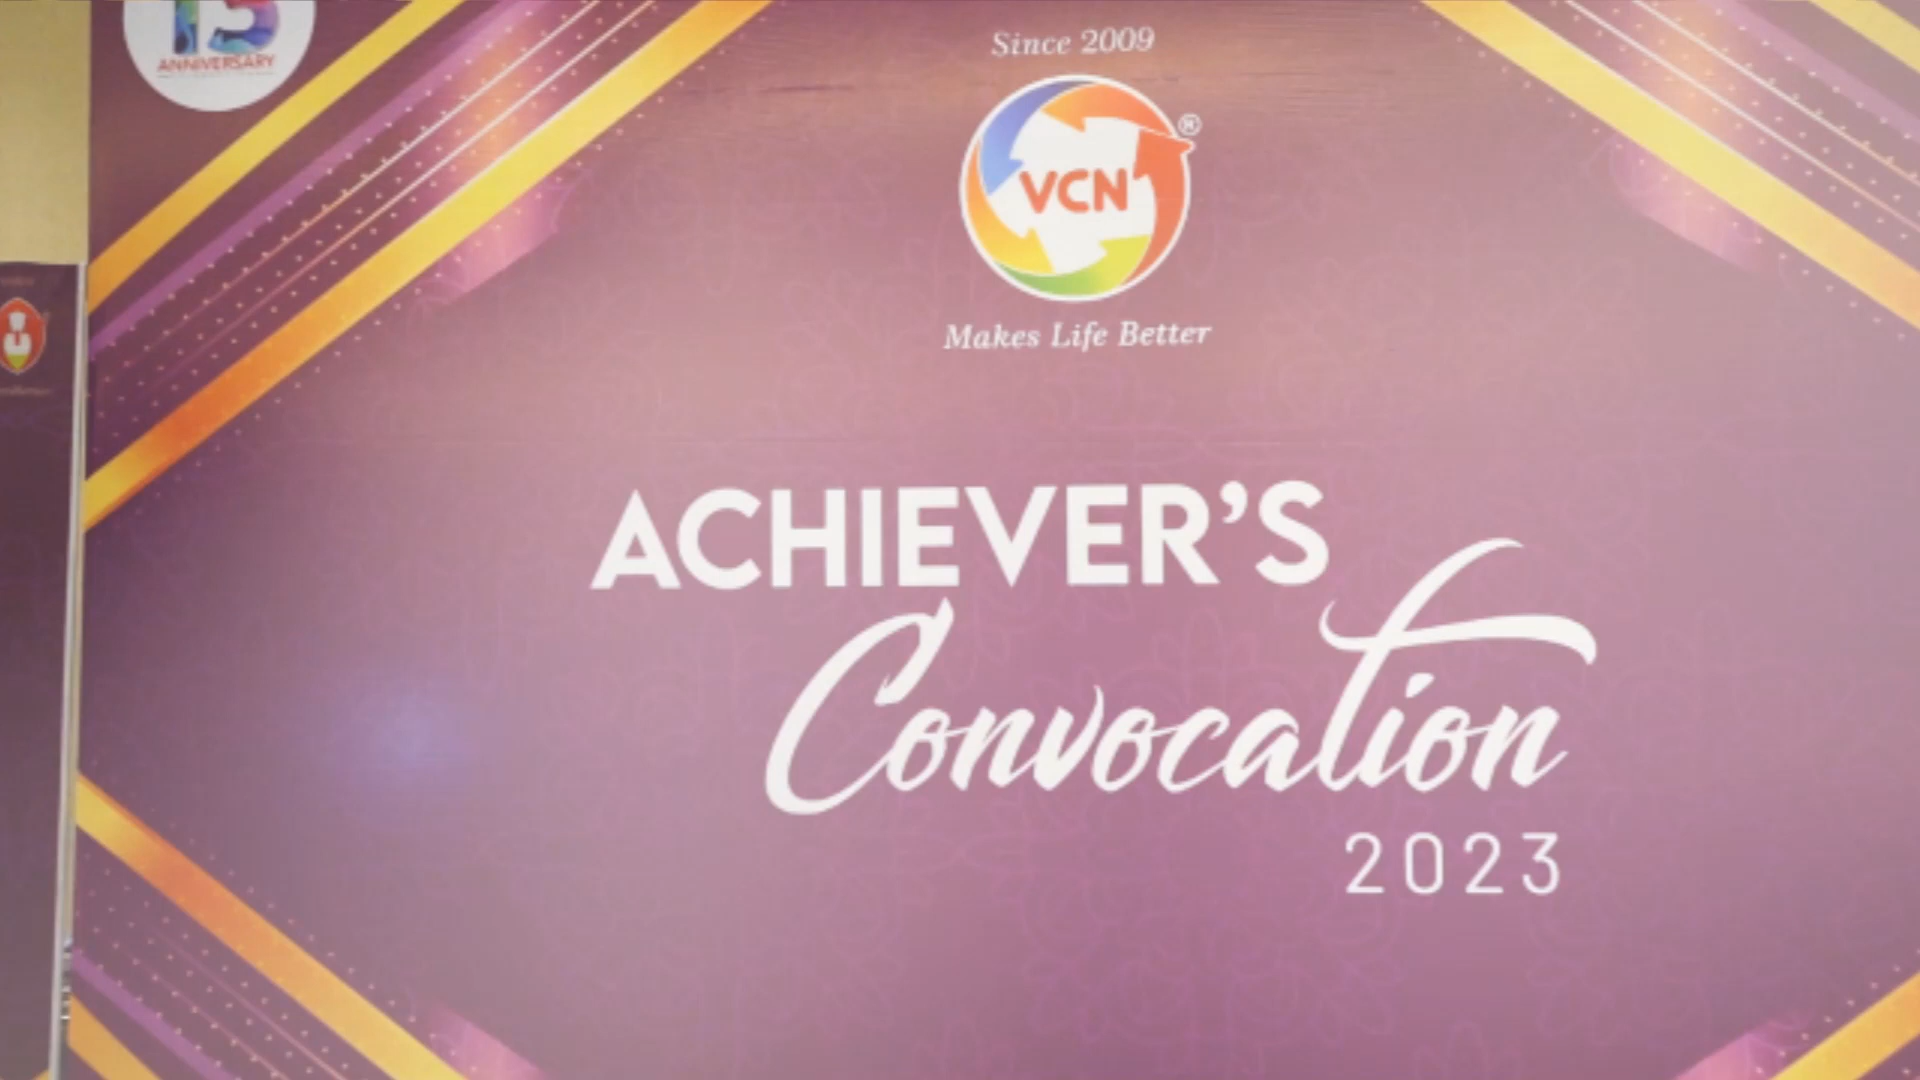 ANNIVERSARY
Since 2009
VCN
®
Makes Life Better
ACHIEVER'S
Convocation
2023